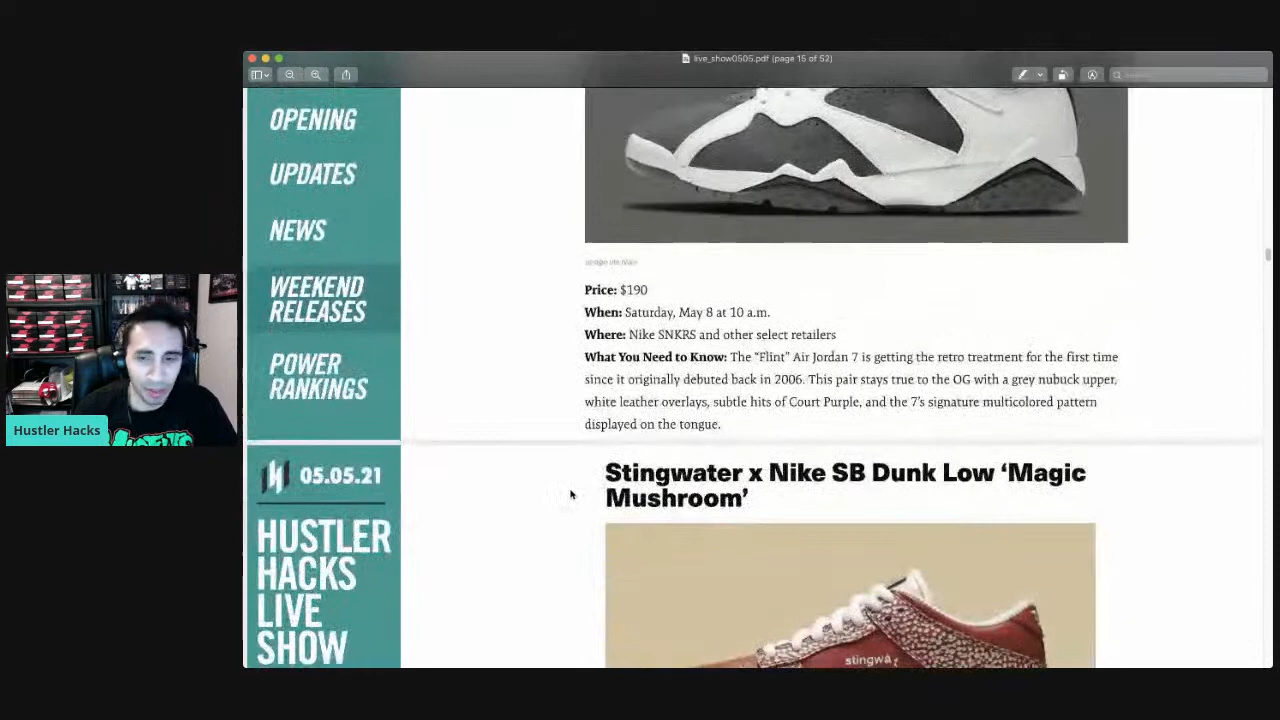 live_show0505.pdf (page 15 of 52)
Search
OPENING
UPDATES
NEWS
WEEKEND
RELEASES
POWER
RANKINGS
Price: $190
When: Saturday, May 8 at 10 a.m.
Where: Nike SNKRS and other select retailers
What You Need to Know: The “Flint” Air Jordan 7 is getting the retro treatment for the first time
since it originally debuted back in 2006. This pair stays true to the OG with a grey nubuck upper,
white leather overlays, subtle hits of Court Purple, and the 7’s signature multicolored pattern
displayed on the tongue.
Hustler Hacks
05.05.21
HUSTLER
HACKS
LIVE
SHOW
Stingwater x Nike SB Dunk Low ‘Magic
Mushroom’